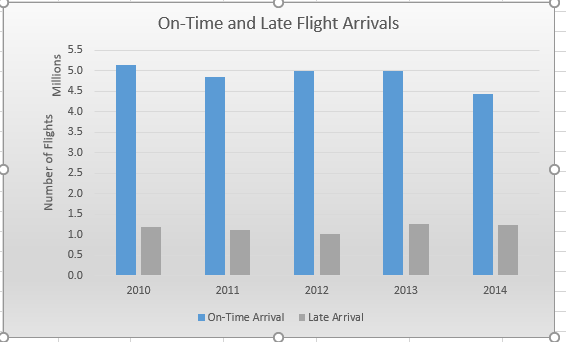 On-Time and Late Flight Arrivals
Number of Flights
Millions
5.5
5.0
4.5
4.0
3.5
3.0
2.5
2.0
1.5
1.0
0.5
0.0
2010 2011 2012 2013 2014
On-Time Arrival Late Arrival